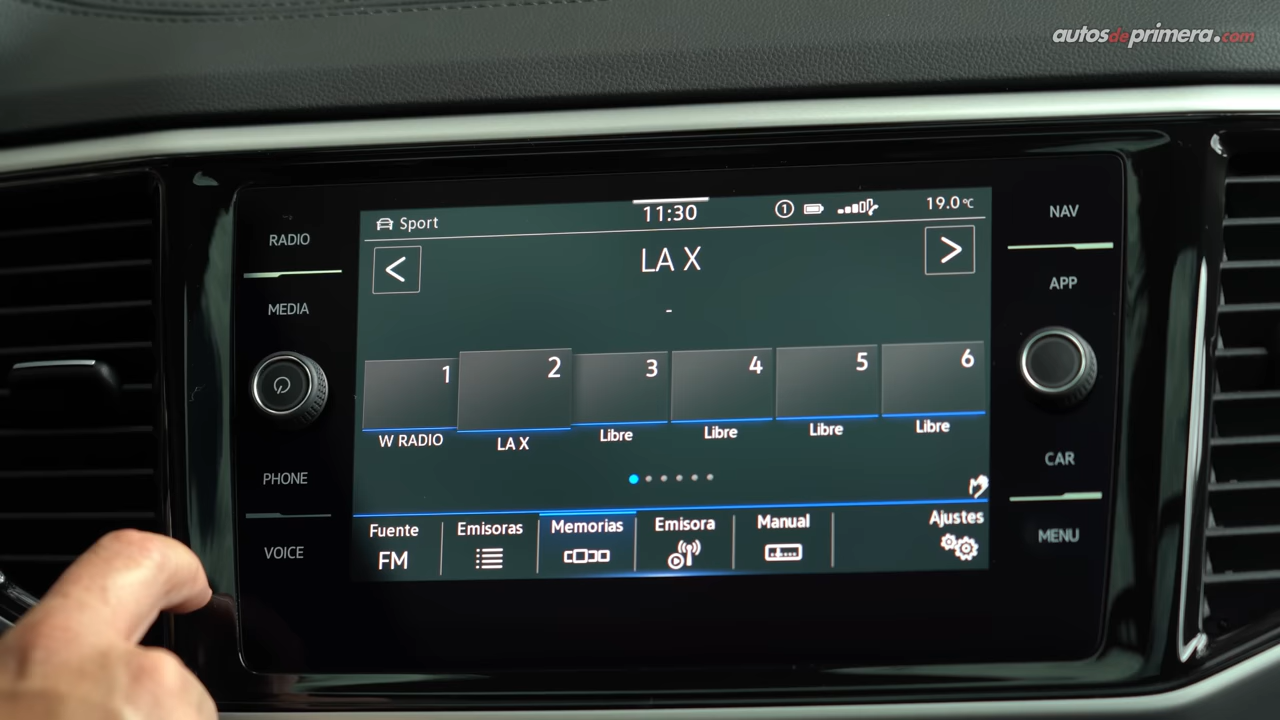 autosdeprimera.com
Sport
11:30
1
19.0°C
RADIO
MEDIA
PHONE
VOICE
<
LA X
>
-
1
2
3
4
5
6
W RADIO
LA X
Libre
Libre
Libre
Libre
Fuente
FM
Emisoras
Memorias
Emisora
Manual
Ajustes
NAV
APP
CAR
MENU